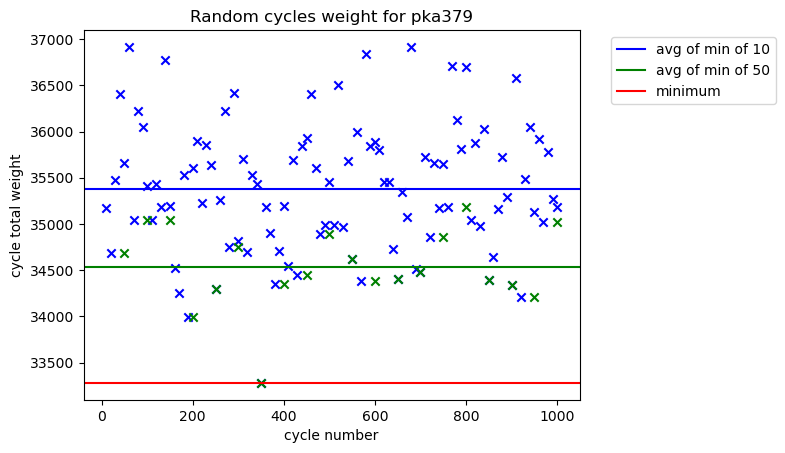 Random cycles weight for pka379
37000
36500
36000
35500
35000
34500
34000
33500
cycle total weight
0 200 400 600 800 1000
cycle number
avg of min of 10
avg of min of 50
minimum